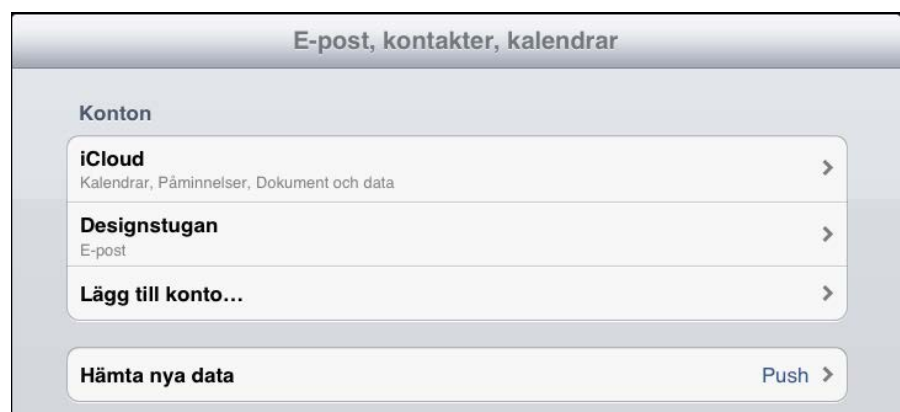 E-post, kontakter, kalendrar
Konton
iCloud
Kalendrar, Påminnelser, Dokument och data
Designstugan
E-post
Lägg till konto...
Hämta nya data Push